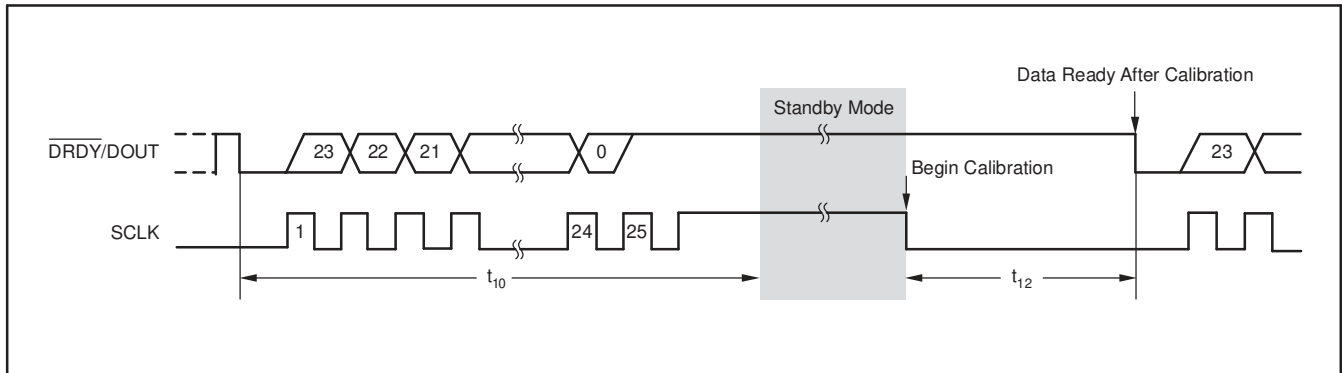 Data Ready After Calibration
Standby Mode
DRDY/DOUT
23
22
21
0
23
Begin Calibration
SCLK
1
24
25
t10
t12